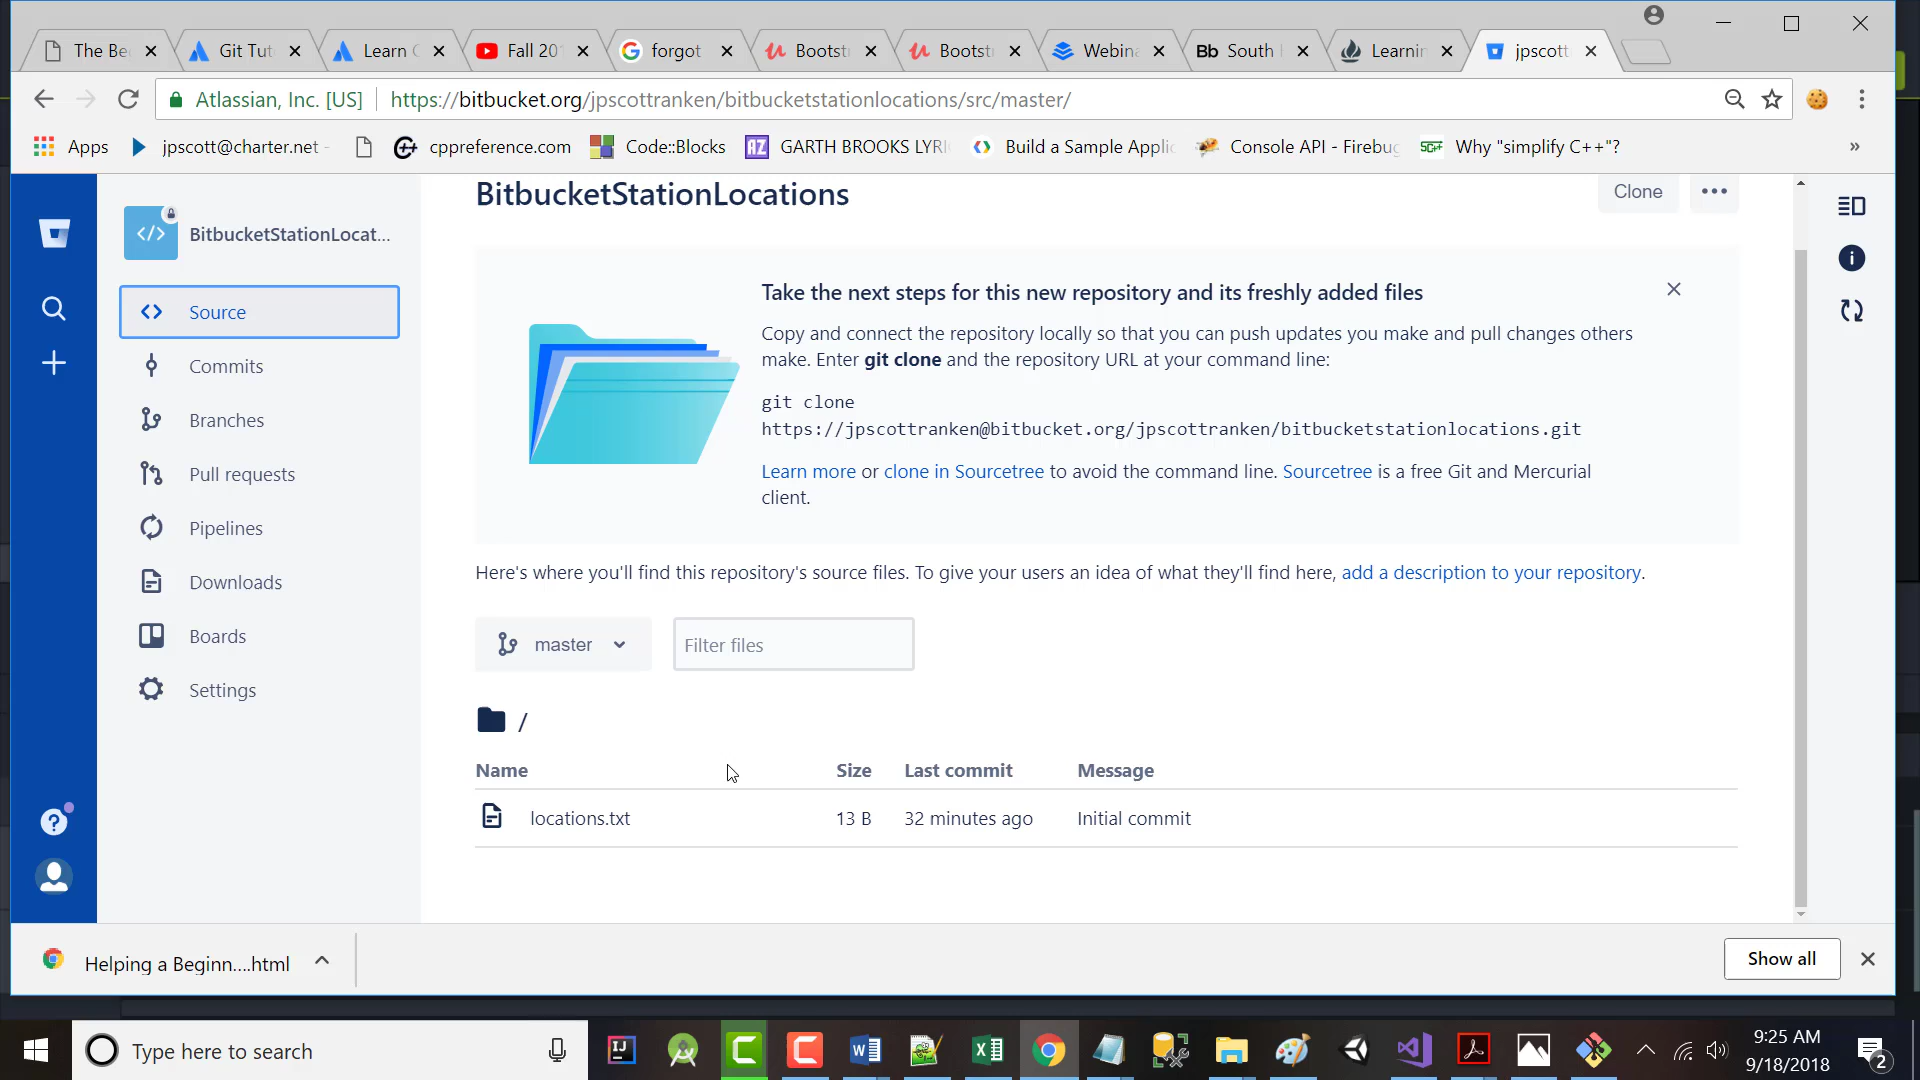 The Be
Git Tut
Learn
Fall 20
forgot
Bootst
Bootst
Webina
Bb South
Learnin
jpscott
Atlassian, Inc. [US]
https://bitbucket.org/jpscottranken/bitbucketstationlocations/src/master/
Apps
jpscott@charter.net -
cppreference.com
Code::Blocks
AZ
GARTH BROOKS LYRI
Build a Sample Applic
Console API - Firebug
Why "simplify C++"?
»
BitbucketStationLocat...
Source
Commits
Branches
Pull requests
Pipelines
Downloads
Boards
Settings
BitbucketStationLocations
Clone
Take the next steps for this new repository and its freshly added files
Copy and connect the repository locally so that you can push updates you make and pull changes others
make. Enter git clone and the repository URL at your command line:
git clone
https://jpscottranken@bitbucket.org/jpscottranken/bitbucketstationlocations.git
Learn more or clone in Sourcetree to avoid the command line. Sourcetree is a free Git and Mercurial
client.
Here's where you'll find this repository's source files. To give your users an idea of what they'll find here, add a description to your repository.
master
Filter files
/
Name Size Last commit Message
locations.txt 13 B 32 minutes ago Initial commit
Helping a Beginn....html
Show all
Type here to search
9:25 AM
9/18/2018
2